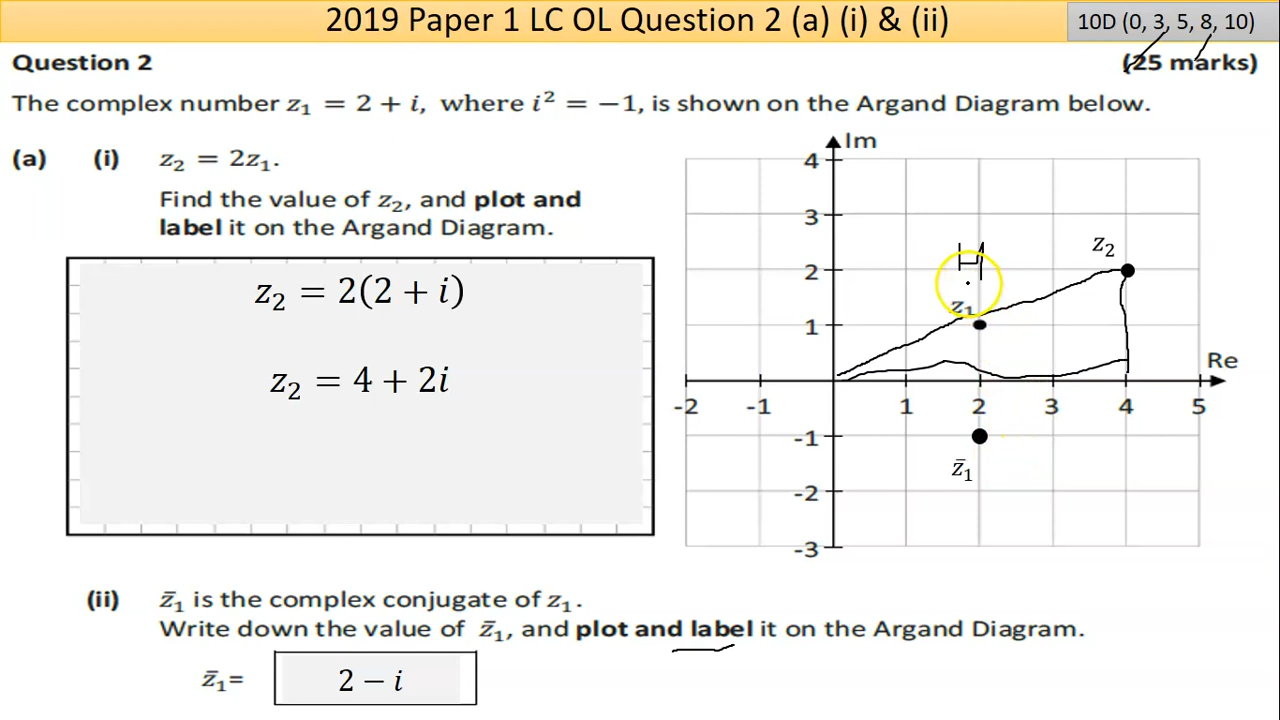 2019 Paper 1 LC OL Question 2 (a) (i) & (ii)
10D (0, 3, 5, 8, 10)
Question 2
(25 marks)
The complex number z₁ = 2 + i, where i² = −1, is shown on the Argand Diagram below.
(a) (i) z₂ = 2z₁.
Find the value of z₂, and plot and
label it on the Argand Diagram.
z₂ = 2(2 + i)
z₂ = 4 + 2i
Im
4
3
2
1
-1
-2
-3
z₂
z₁
Re
-2 -1 1 2 3 4 5
z̄₁
(ii) z̄₁ is the complex conjugate of z₁.
Write down the value of z̄₁, and plot and label it on the Argand Diagram.
z̄₁= 2 − i